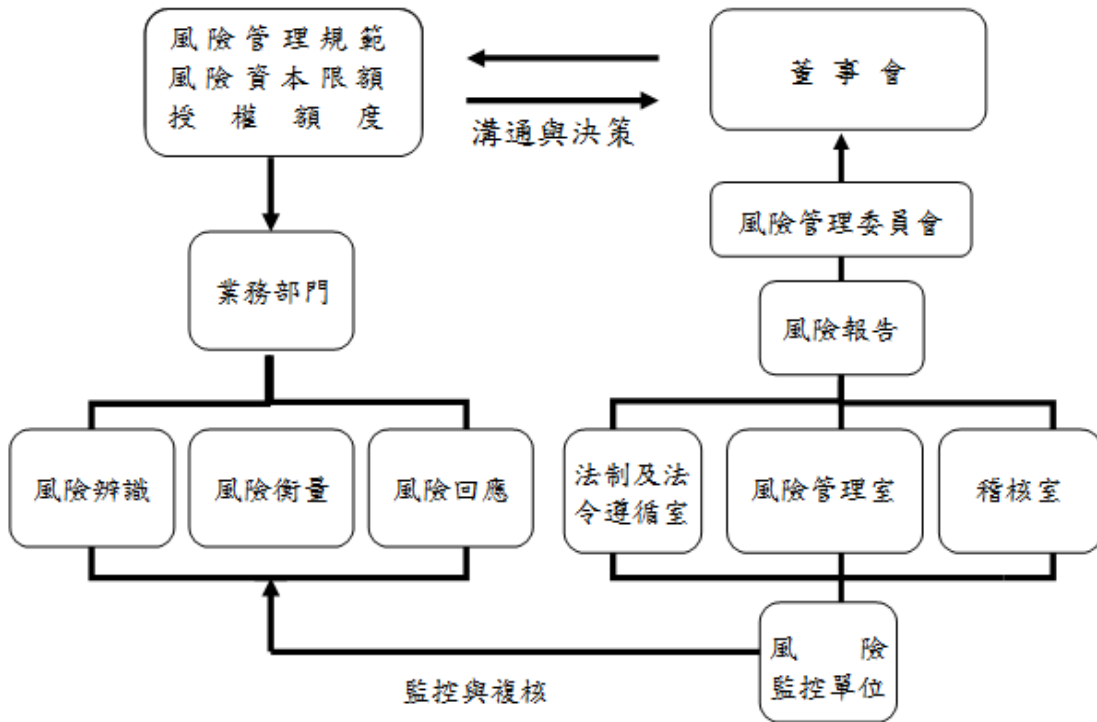 風險管理規範
風險資本限額
授權額度
董事會
溝通與決策
風險管理委員會
業務部門
風險報告
風險辨識
風險衡量
風險回應
法制及法
令遵循室
風險管理室
稽核室
風險
監控單位
監控與複核